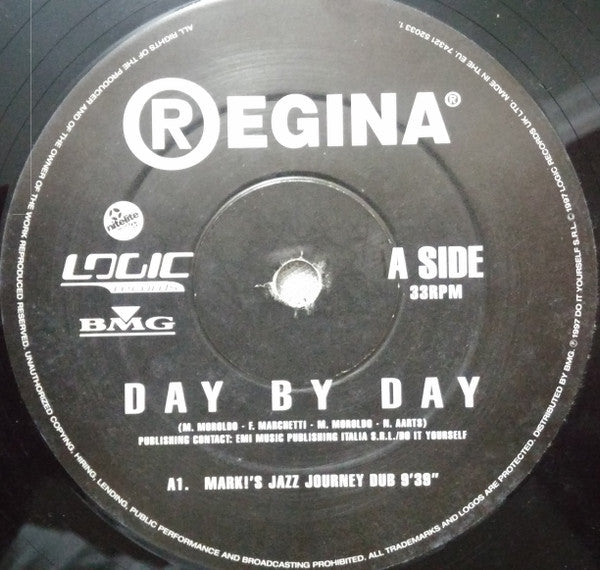 ALL RIGHTS OF THE PRODUCER AND OF THE OWNER OF THE WORK REPRODUCED RESERVED. UNAUTHORIZED COPYING, HIRING, LENDING, PUBLIC PERFORMANCE AND BROADCASTING PROHIBITED. ALL TRADEMARKS AND LOGOS ARE PROTECTED. DISTRIBUTED BY BMG. ℗ 1997 DO IT YOURSELF S.R.L. © 1997 LOGIC RECORDS UK LTD. MADE IN THE EU. 74321 52033 1.
REGINA®
nitelite
LOGIC
records
BMG
A SIDE
33RPM
DAY BY DAY
(M. MOROLDO - F. MARCHETTI - M. MOROLDO - N. AARTS)
PUBLISHING CONTACT: EMI MUSIC PUBLISHING ITALIA S.R.L./DO IT YOURSELF
A1. MARK!'S JAZZ JOURNEY DUB 9'39"